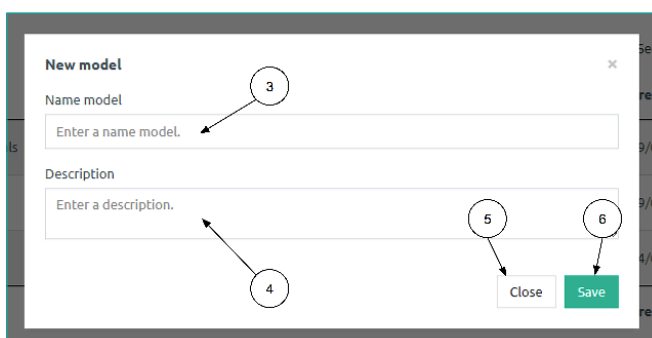 New model ×
Name model
3
Enter a name model.
Description
Enter a description.
5
6
4
Close
Save